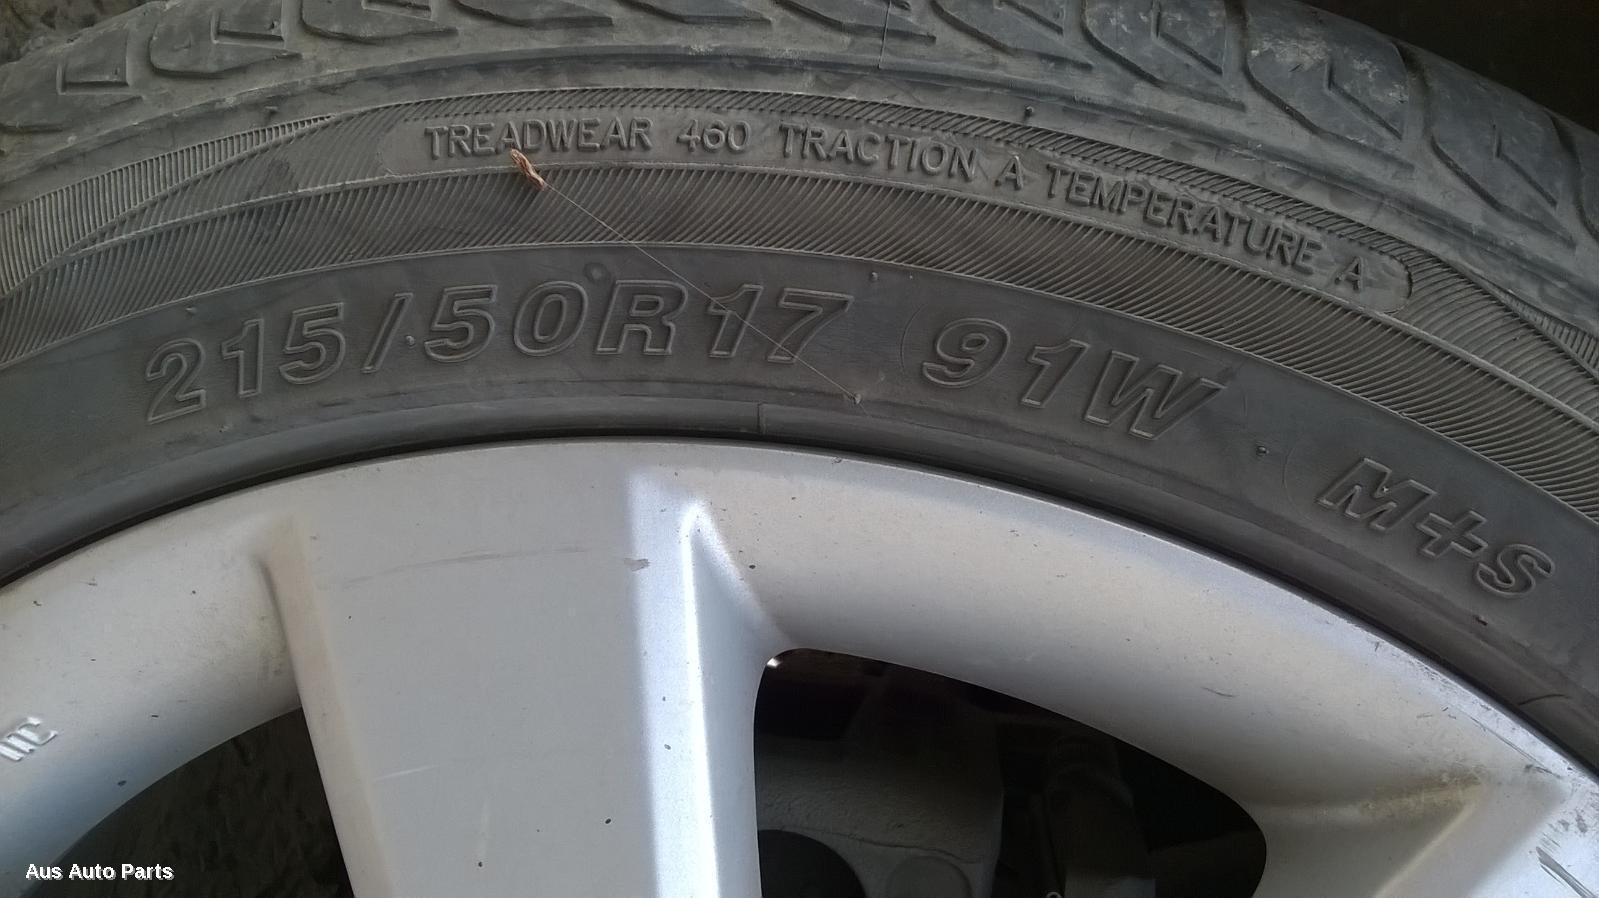 TREADWEAR 460 TRACTION A TEMPERATURE A
215/50R17 91W M+S
Aus Auto Parts